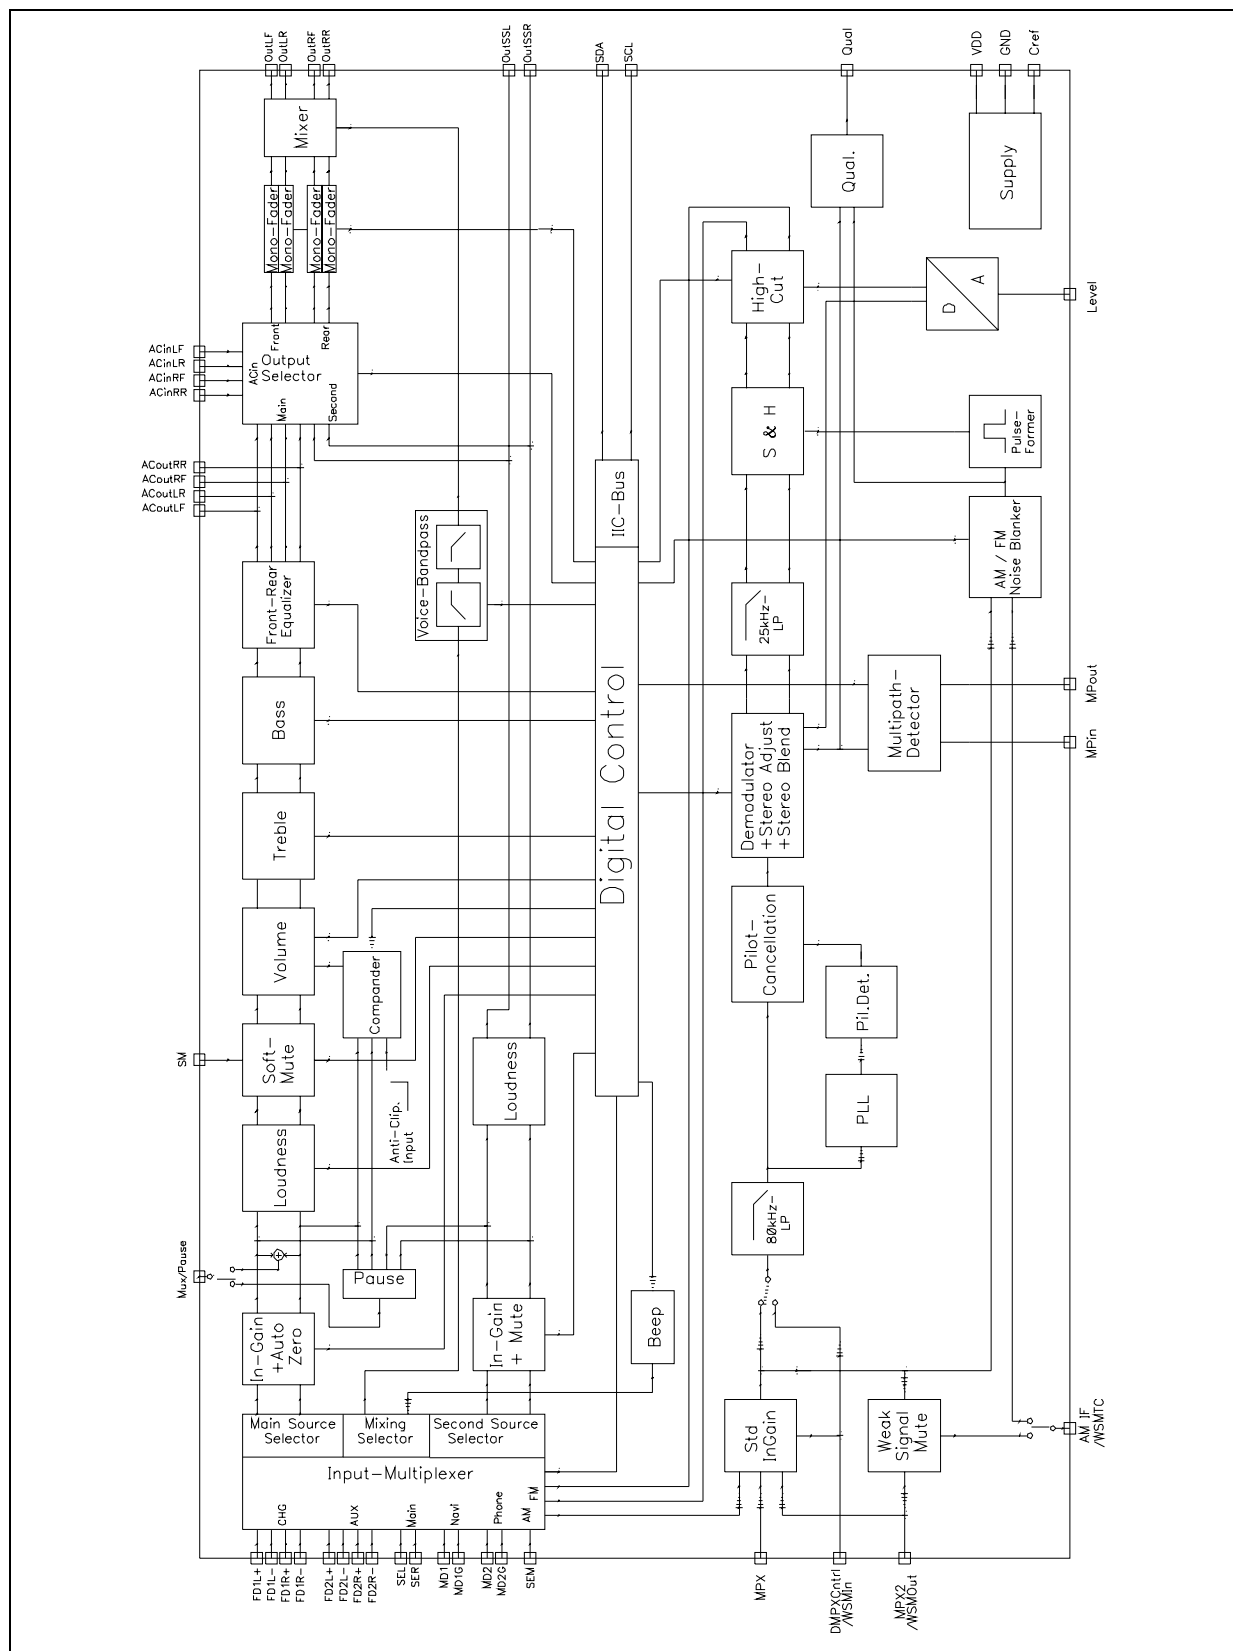 OutLF
OutLR
OutRF
OutRR
OutSSL
OutSSR
SDA
SCL
Qual
VDD
GND
Cref
Mixer
Mono-Fader
Mono-Fader
Mono-Fader
Mono-Fader
Qual.
Supply
High-
Cut
D
A
Level
ACinLF
ACinLR
ACinRF
ACinRR
ACin
Front
Rear
Output
Selector
Main
Second
ACoutRR
ACoutRF
ACoutLR
ACoutLF
S & H
Pulse-
Former
IIC-Bus
Voice-Bandpass
AM / FM
Noise Blanker
Front-Rear
Equalizer
25kHz-
LP
Bass
Digital Control
Demodulator
+Stereo Adjust
+Stereo Blend
Multipath-
Detector
MPout
MPin
Treble
Volume
Compander
Pilot-
Cancellation
Pil.Det.
SM
Soft-
Mute
Loudness
PLL
Anti-Clip.
Input
Loudness
80kHz-
LP
Mux/Pause
Pause
In-Gain
+Auto
Zero
In-Gain
+ Mute
Beep
Main Source
Selector
Mixing
Selector
Second Source
Selector
Input-Multiplexer
Std
InGain
Weak
Signal
Mute
AM IF
/WSMTC
CHG
AUX
Main
Navi
Phone
AM
FM
FD1L+
FD1L-
FD1R+
FD1R-
FD2L+
FD2L-
FD2R+
FD2R-
SEL
SER
MD1
MD1G
MD2
MD2G
SEM
MPX
DMPXCntrl
/WSMIn
MPX2
/WSMOut